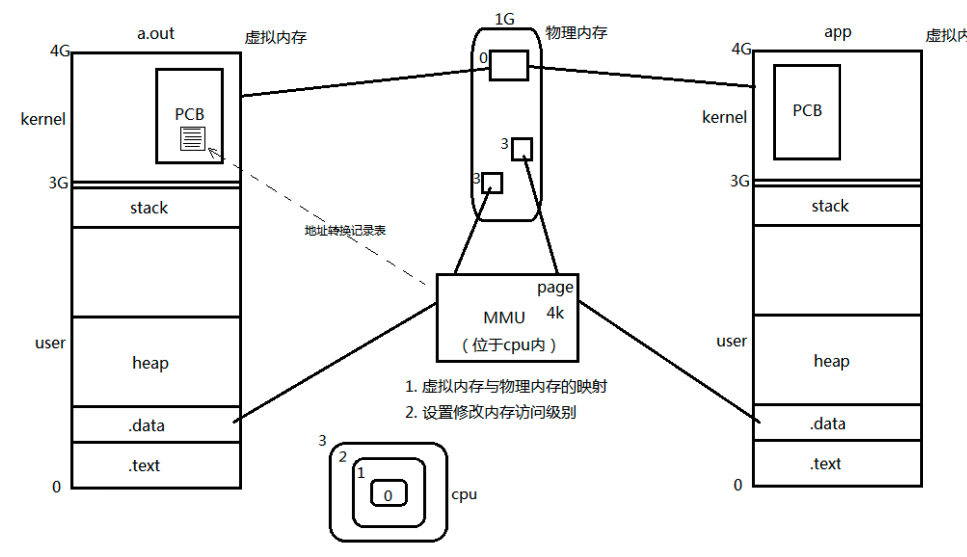 a.out
虚拟内存
4G
PCB
kernel
3G
stack
user
heap
.data
.text
0
1G
物理内存
0
3
3
地址转换记录表
page
4k
MMU
(位于cpu内)
1. 虚拟内存与物理内存的映射
2. 设置修改内存访问级别
3
2
1
0
cpu
app
虚拟内
4G
PCB
kernel
3G
stack
user
heap
.data
.text
0